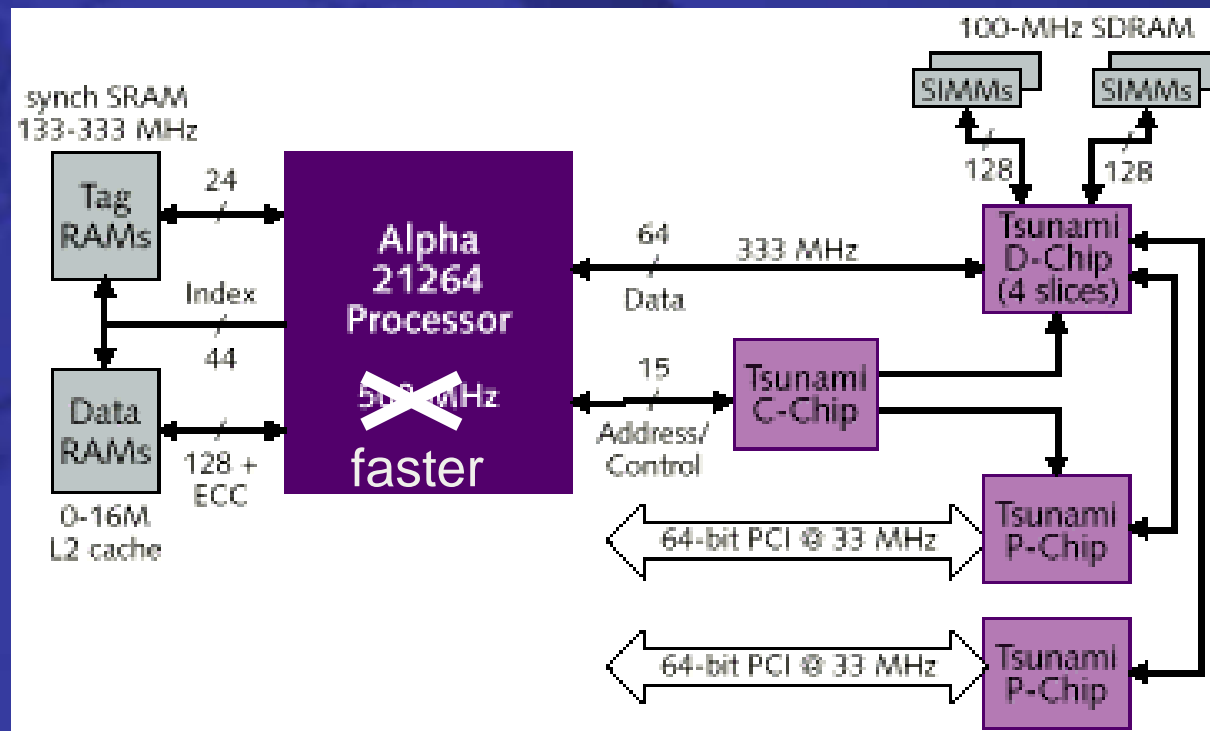 100-MHz SDRAM
SIMMs
SIMMs
128
128
synch SRAM
133-333 MHz
Tag
RAMs
24
Index
44
Data
RAMs
128 +
ECC
0-16M
L2 cache
Alpha
21264
Processor
MHz
faster
64
333 MHz
Data
15
Address/
Control
Tsunami
C-Chip
Tsunami
D-Chip
(4 slices)
64-bit PCI @ 33 MHz
Tsunami
P-Chip
64-bit PCI @ 33 MHz
Tsunami
P-Chip